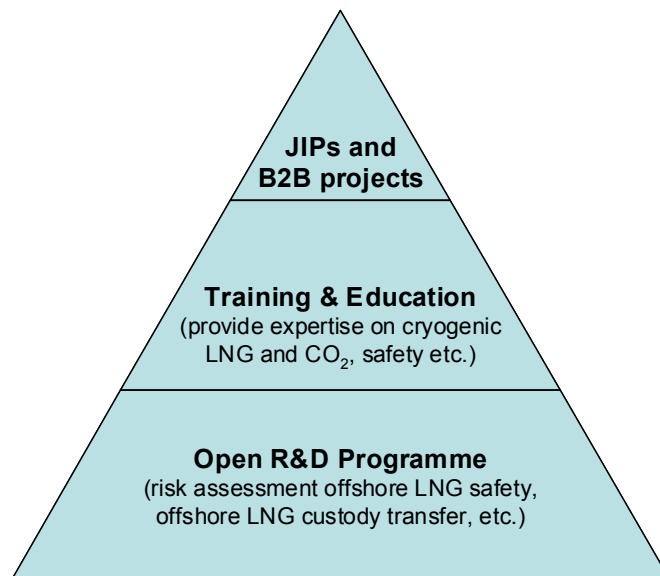 JIPs and
B2B projects
Training & Education
(provide expertise on cryogenic
LNG and CO₂, safety etc.)
Open R&D Programme
(risk assessment offshore LNG safety,
offshore LNG custody transfer, etc.)